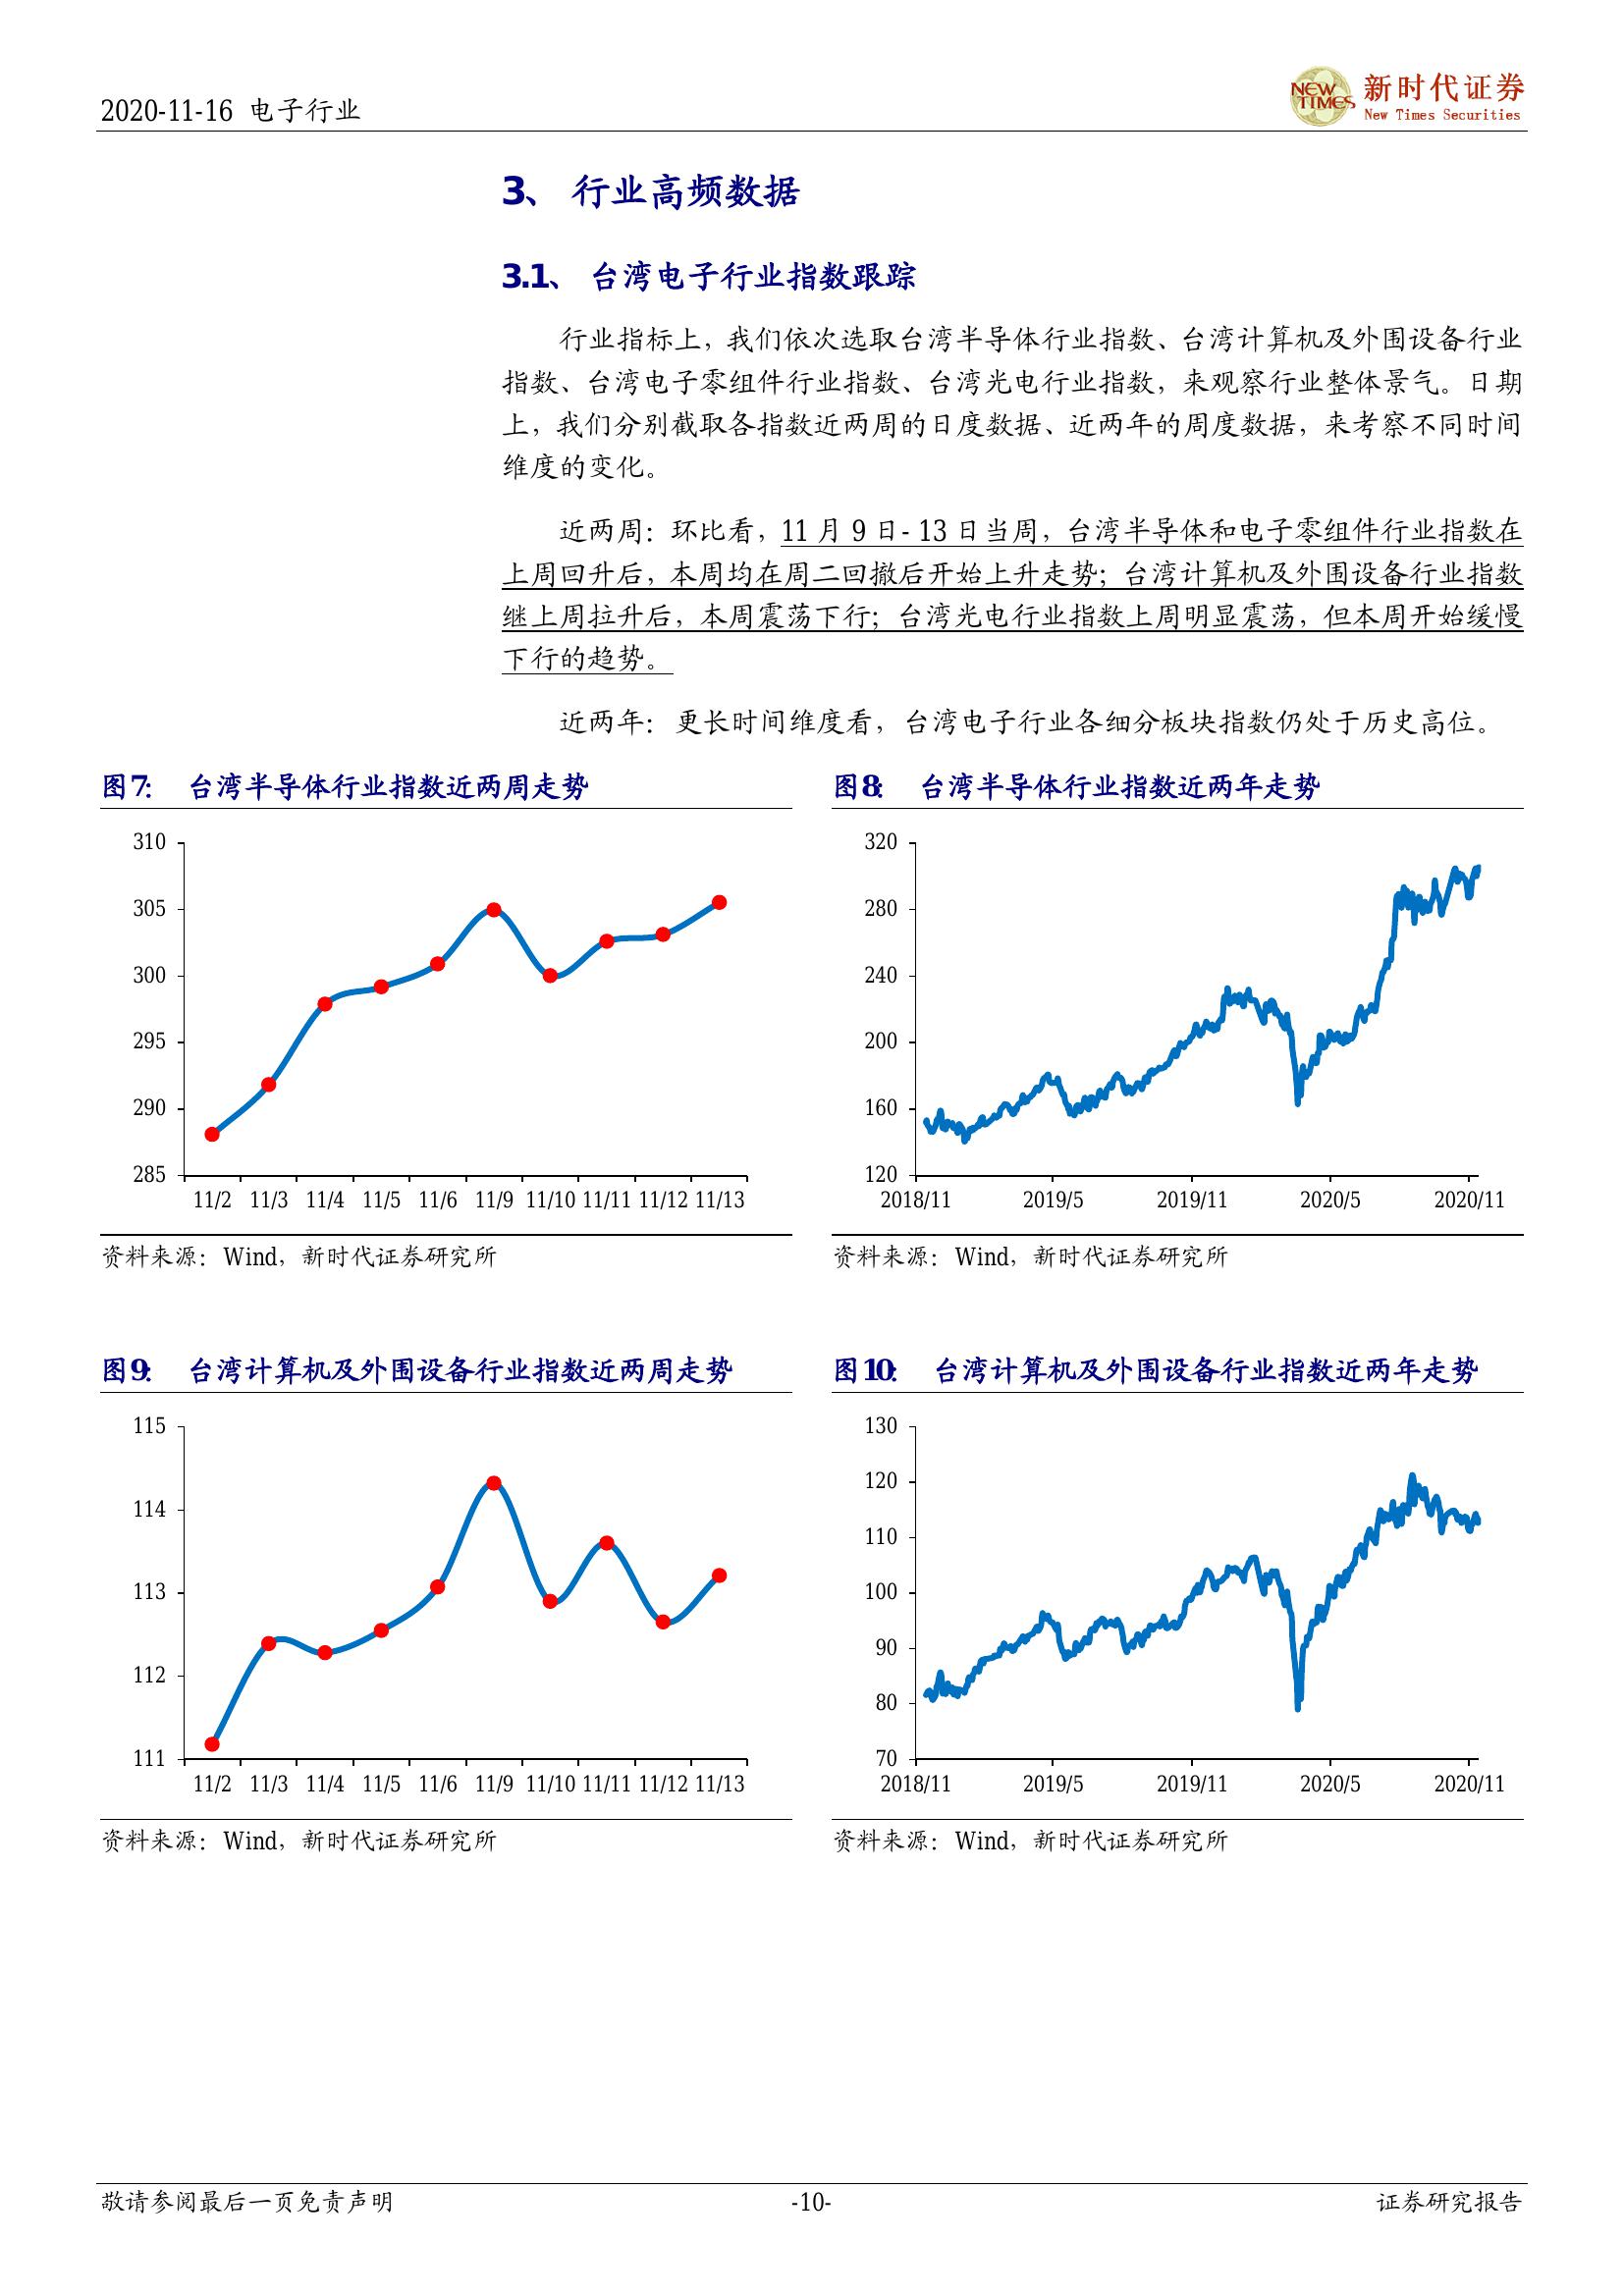 2020-11-16 电子行业
NEW TIMES 新时代证券
New Times Securities
3、 行业高频数据
3.1、 台湾电子行业指数跟踪
行业指标上，我们依次选取台湾半导体行业指数、台湾计算机及外围设备行业
指数、台湾电子零组件行业指数、台湾光电行业指数，来观察行业整体景气。日期
上，我们分别截取各指数近两周的日度数据、近两年的周度数据，来考察不同时间
维度的变化。
近两周：环比看，11 月 9 日- 13 日当周，台湾半导体和电子零组件行业指数在
上周回升后，本周均在周二回撤后开始上升走势；台湾计算机及外围设备行业指数
继上周拉升后，本周震荡下行；台湾光电行业指数上周明显震荡，但本周开始缓慢
下行的趋势。
近两年： 更长时间维度看，台湾电子行业各细分板块指数仍处于历史高位。
图7： 台湾半导体行业指数近两周走势
310
305
300
295
290
285
11/2 11/3 11/4 11/5 11/6 11/9 11/10 11/11 11/12 11/13
资料来源：Wind，新时代证券研究所
图8： 台湾半导体行业指数近两年走势
320
280
240
200
160
120
2018/11 2019/5 2019/11 2020/5 2020/11
资料来源：Wind，新时代证券研究所
图9： 台湾计算机及外围设备行业指数近两周走势
115
114
113
112
111
11/2 11/3 11/4 11/5 11/6 11/9 11/10 11/11 11/12 11/13
资料来源：Wind，新时代证券研究所
图10： 台湾计算机及外围设备行业指数近两年走势
130
120
110
100
90
80
70
2018/11 2019/5 2019/11 2020/5 2020/11
资料来源：Wind，新时代证券研究所
敬请参阅最后一页免责声明 -10- 证券研究报告